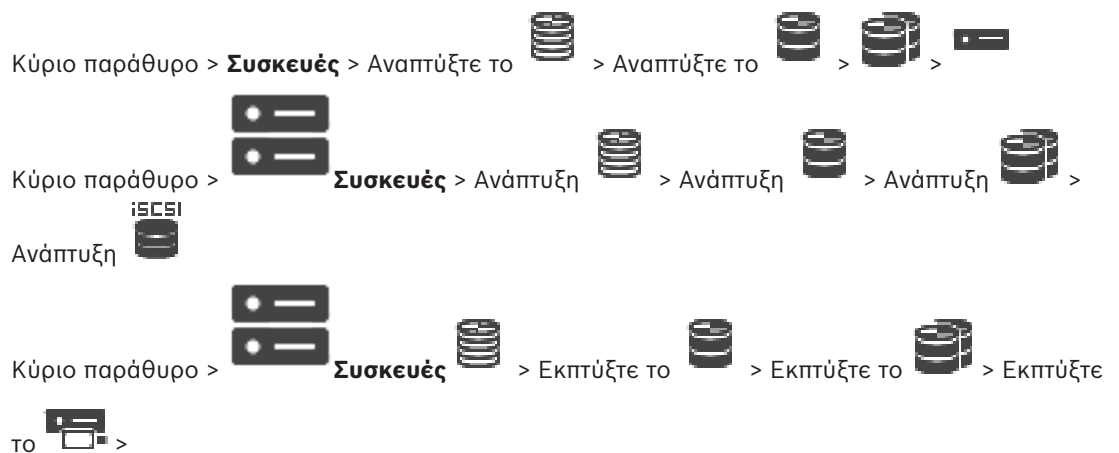 Κύριο παράθυρο > Συσκευές > Αναπτύξτε το > Αναπτύξτε το > >
Κύριο παράθυρο > Συσκευές > Ανάπτυξη > Ανάπτυξη > Ανάπτυξη >
iSCSI
Ανάπτυξη
Κύριο παράθυρο > Συσκευές > Εκπτύξτε το > Εκπτύξτε το > Εκπτύξτε
το >